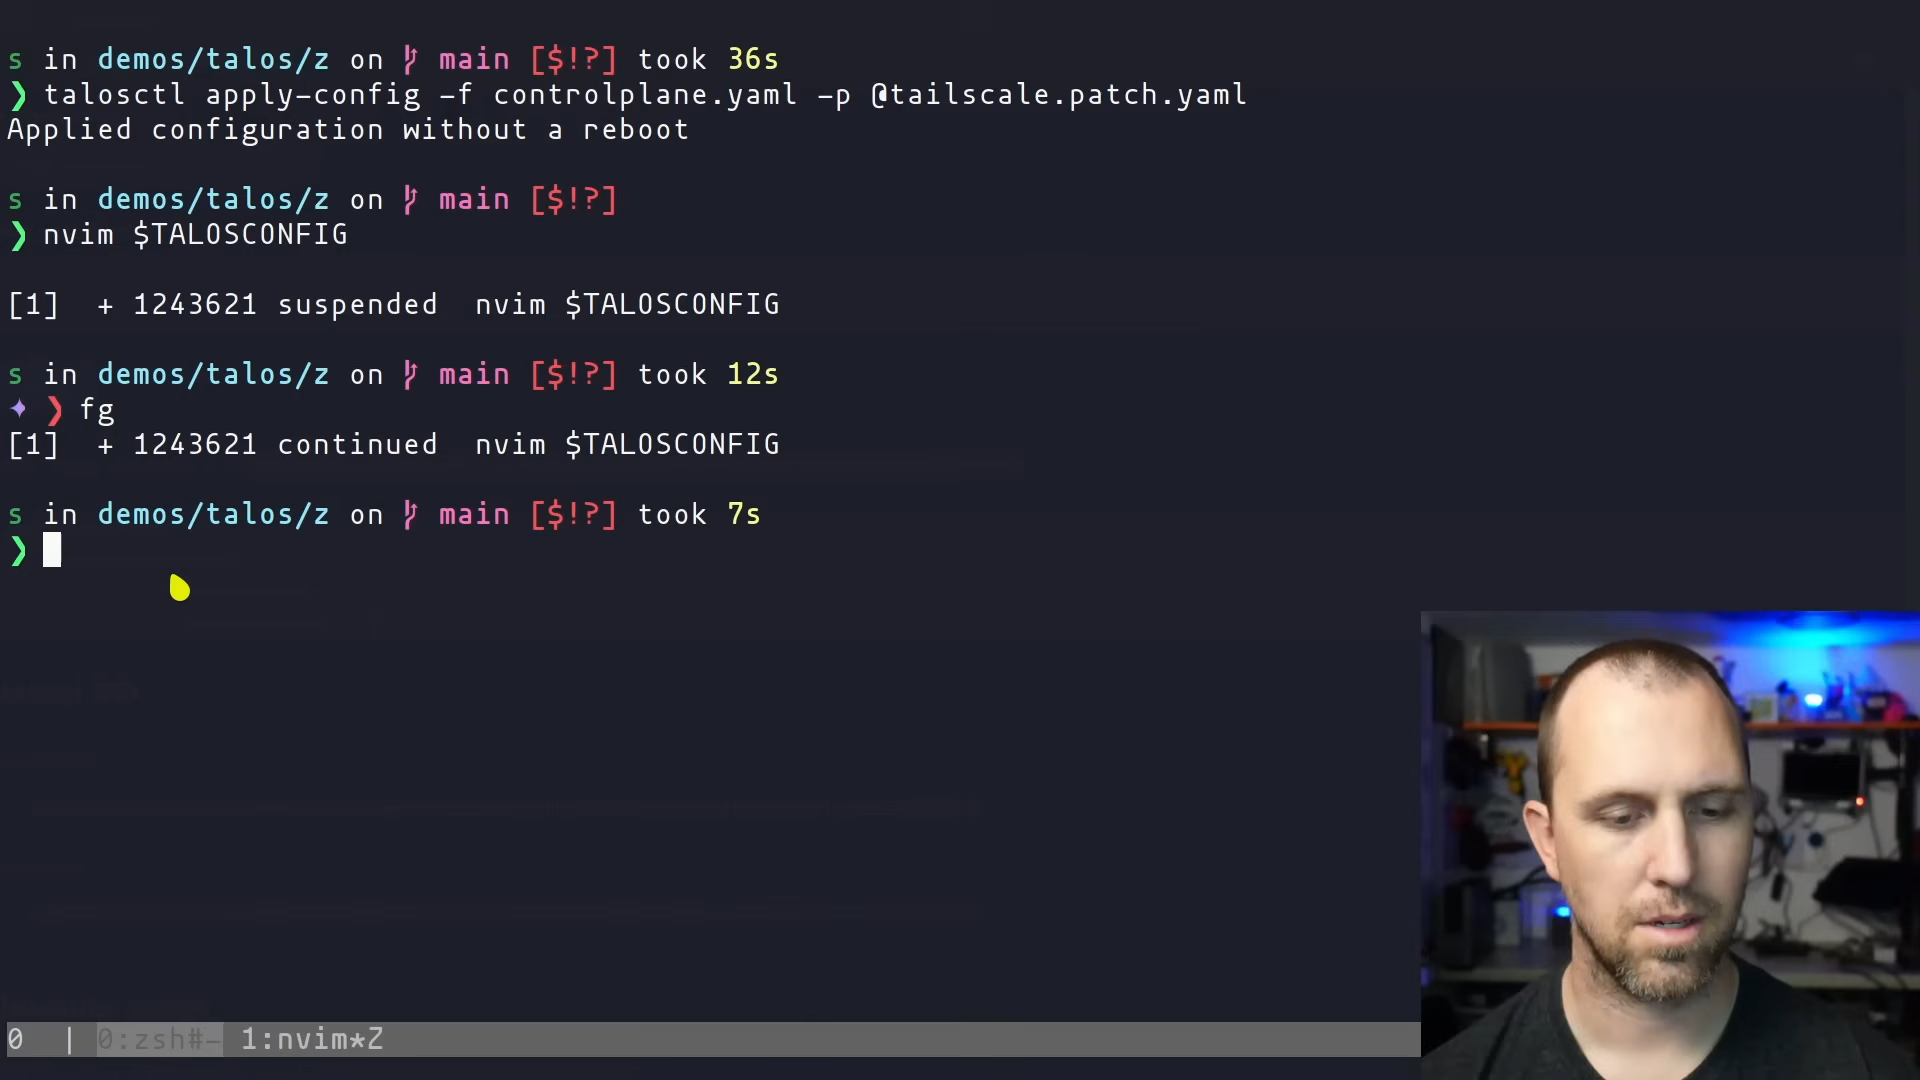 s in demos/talos/z on main [$!?] took 36s
❯ talosctl apply-config -f controlplane.yaml -p @tailscale.patch.yaml
Applied configuration without a reboot
s in demos/talos/z on main [$!?]
❯ nvim $TALOSCONFIG
[1]  + 1243621 suspended  nvim $TALOSCONFIG
s in demos/talos/z on main [$!?] took 12s
✦ ❯ fg
[1]  + 1243621 continued  nvim $TALOSCONFIG
s in demos/talos/z on main [$!?] took 7s
❯
0  | 0:zsh#- 1:nvim*Z